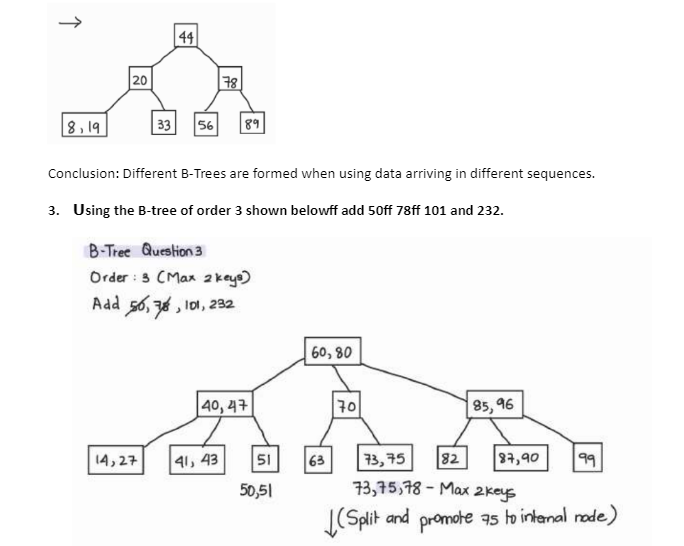 →
44
20 78
8, 19 33 56 89
Conclusion: Different B-Trees are formed when using data arriving in different sequences.
3. Using the B-tree of order 3 shown belowff add 50ff 78ff 101 and 232.
B-Tree Question 3
Order : 3 (Max 2 keys)
Add 50, 78, 101, 232
60, 80
40, 47 70 85, 96
14, 27 41, 43 51 63 73, 75 82 87, 90 99
50,51 73,75,78 - Max 2 keys
↓(Split and promote 75 to internal node)